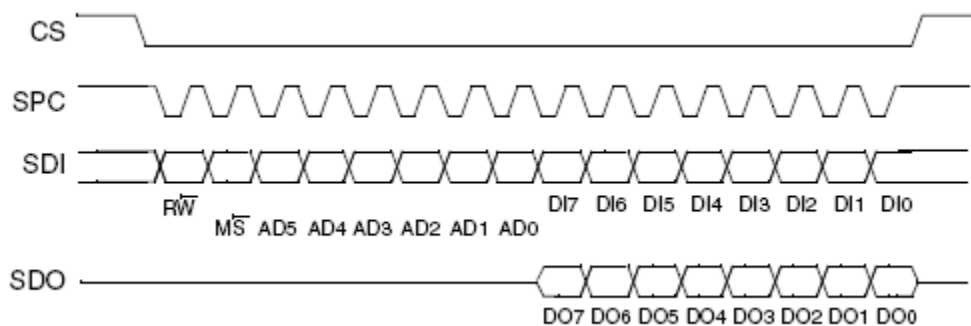 CS
SPC
SDI
RW̅ DI7 DI6 DI5 DI4 DI3 DI2 DI1 DI0
MS̅ AD5 AD4 AD3 AD2 AD1 AD0
SDO
DO7 DO6 DO5 DO4 DO3 DO2 DO1 DO0